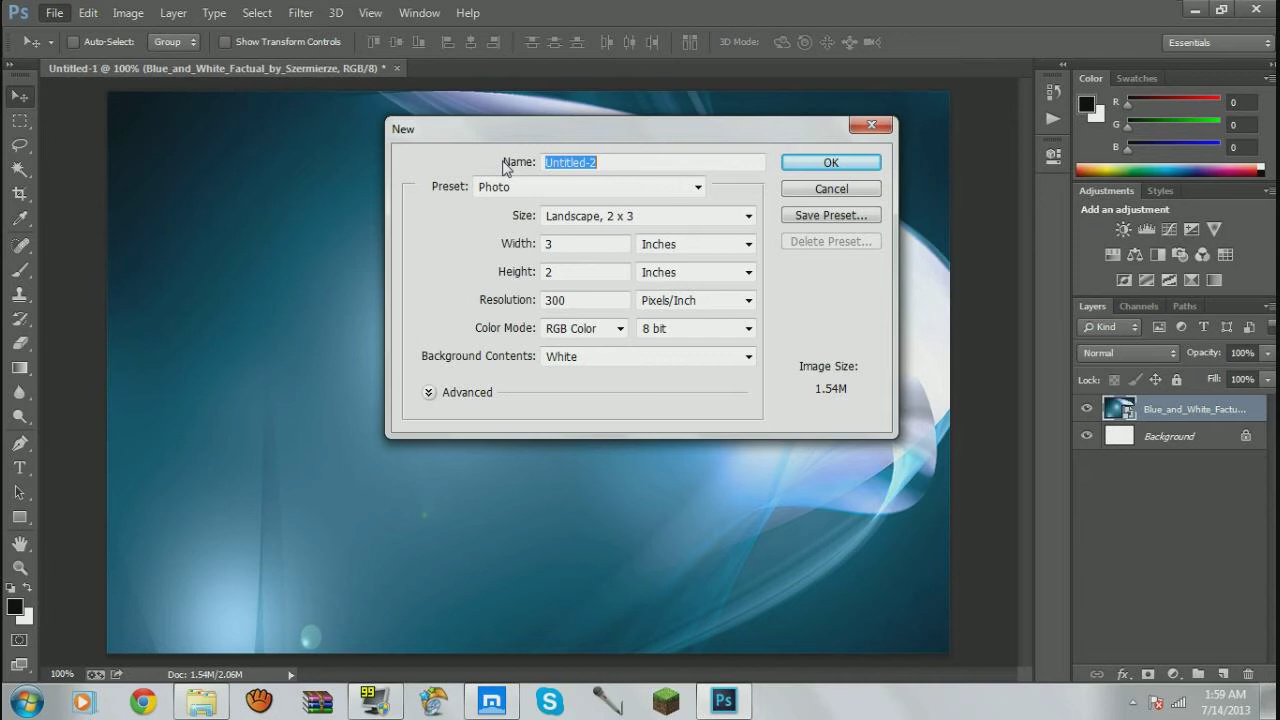 Ps File Edit Image Layer Type Select Filter 3D View Window Help
Auto-Select: Group Show Transform Controls 3D Mode: Essentials
Untitled-1 @ 100% (Blue_and_White_Factual_by_Szermierze, RGB/8) * ×
New
Name: Untitled-2 OK
Preset: Photo Cancel
Size: Landscape, 2 x 3 Save Preset...
Width: 3 Inches Delete Preset...
Height: 2 Inches
Resolution: 300 Pixels/Inch
Color Mode: RGB Color 8 bit
Background Contents: White
Image Size:
1.54M
Advanced
Color Swatches
R 0
G 0
B 0
Adjustments Styles
Add an adjustment
Layers Channels Paths
Kind
Normal Opacity: 100%
Lock: Fill: 100%
Blue_and_White_Factu...
Background
100% Doc: 1.54M/2.06M
99
Ps
1:59 AM
7/14/2013